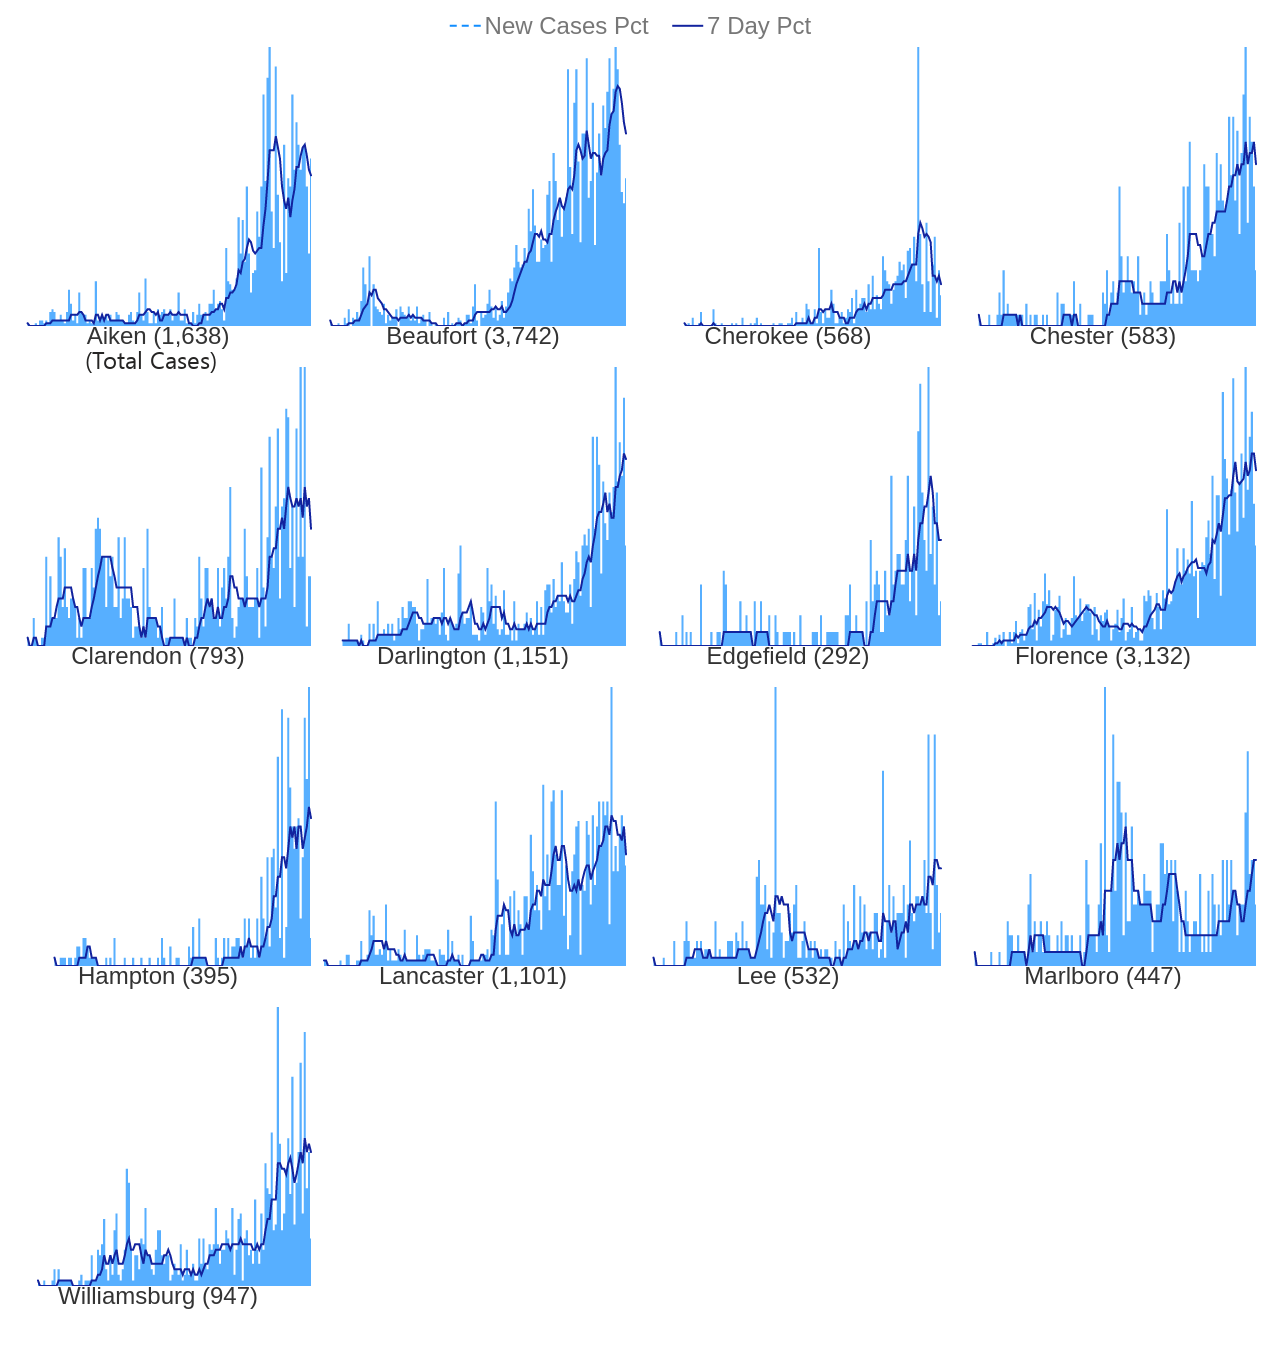 New Cases Pct 7 Day Pct
Aiken (1,638) Beaufort (3,742) Cherokee (568) Chester (583)
(Total Cases)
Clarendon (793) Darlington (1,151) Edgefield (292) Florence (3,132)
Hampton (395) Lancaster (1,101) Lee (532) Marlboro (447)
Williamsburg (947)